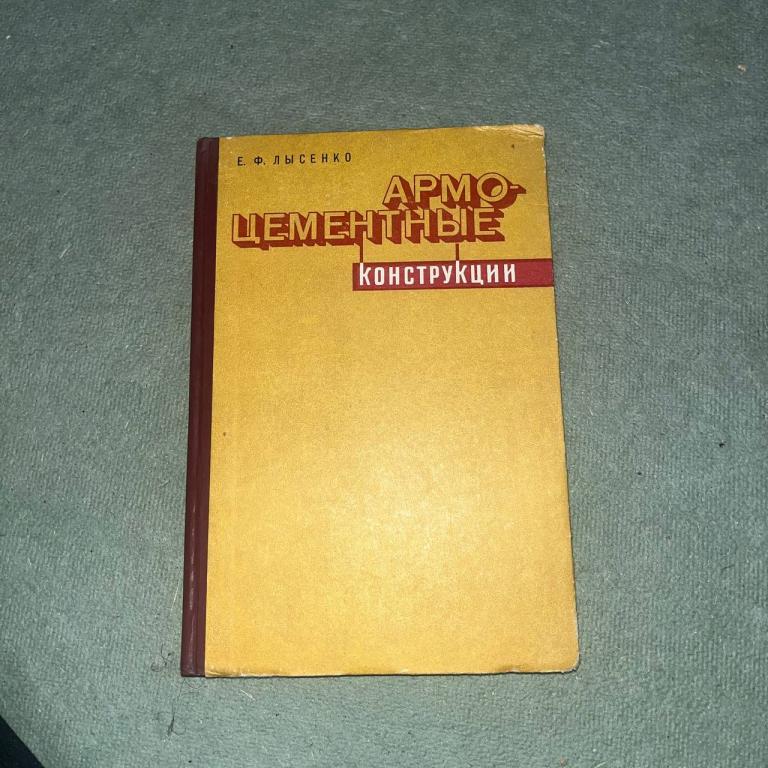 Е. Ф. ЛЫСЕНКО
АРМО-
ЦЕМЕНТНЫЕ
КОНСТРУКЦИИ